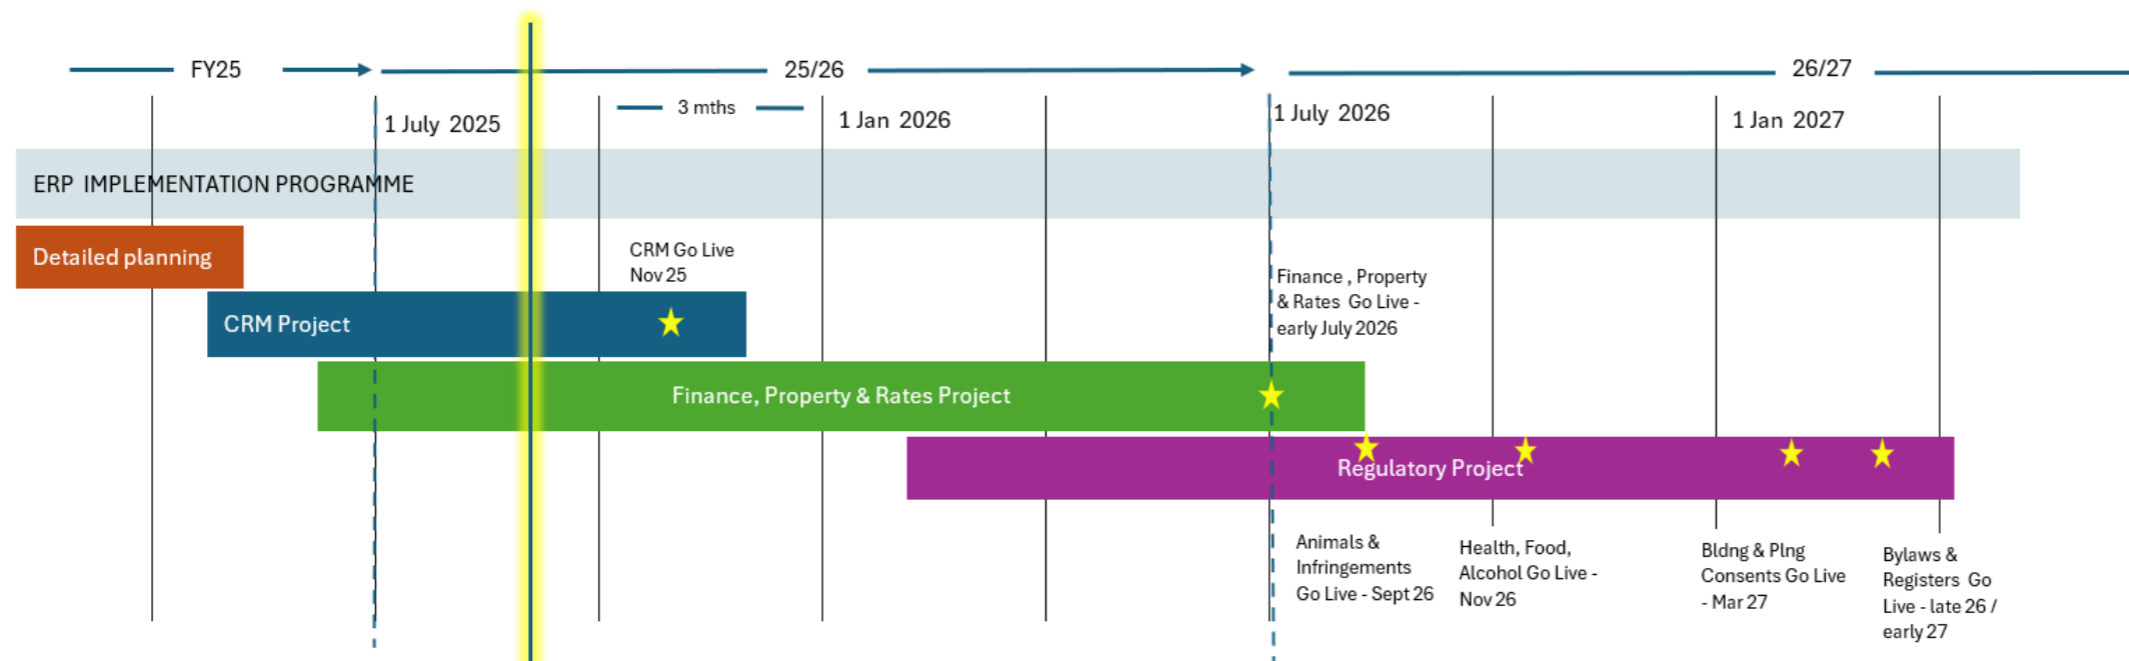 FY25
25/26
26/27
3 mths
1 July 2025
1 Jan 2026
1 July 2026
1 Jan 2027
ERP IMPLEMENTATION PROGRAMME
Detailed planning
CRM Go Live
Nov 25
CRM Project
Finance , Property
& Rates Go Live -
early July 2026
Finance, Property & Rates Project
Regulatory Project
Animals &
Infringements
Go Live - Sept 26
Health, Food,
Alcohol Go Live -
Nov 26
Bldng & Plng
Consents Go Live
- Mar 27
Bylaws &
Registers Go
Live - late 26 /
early 27